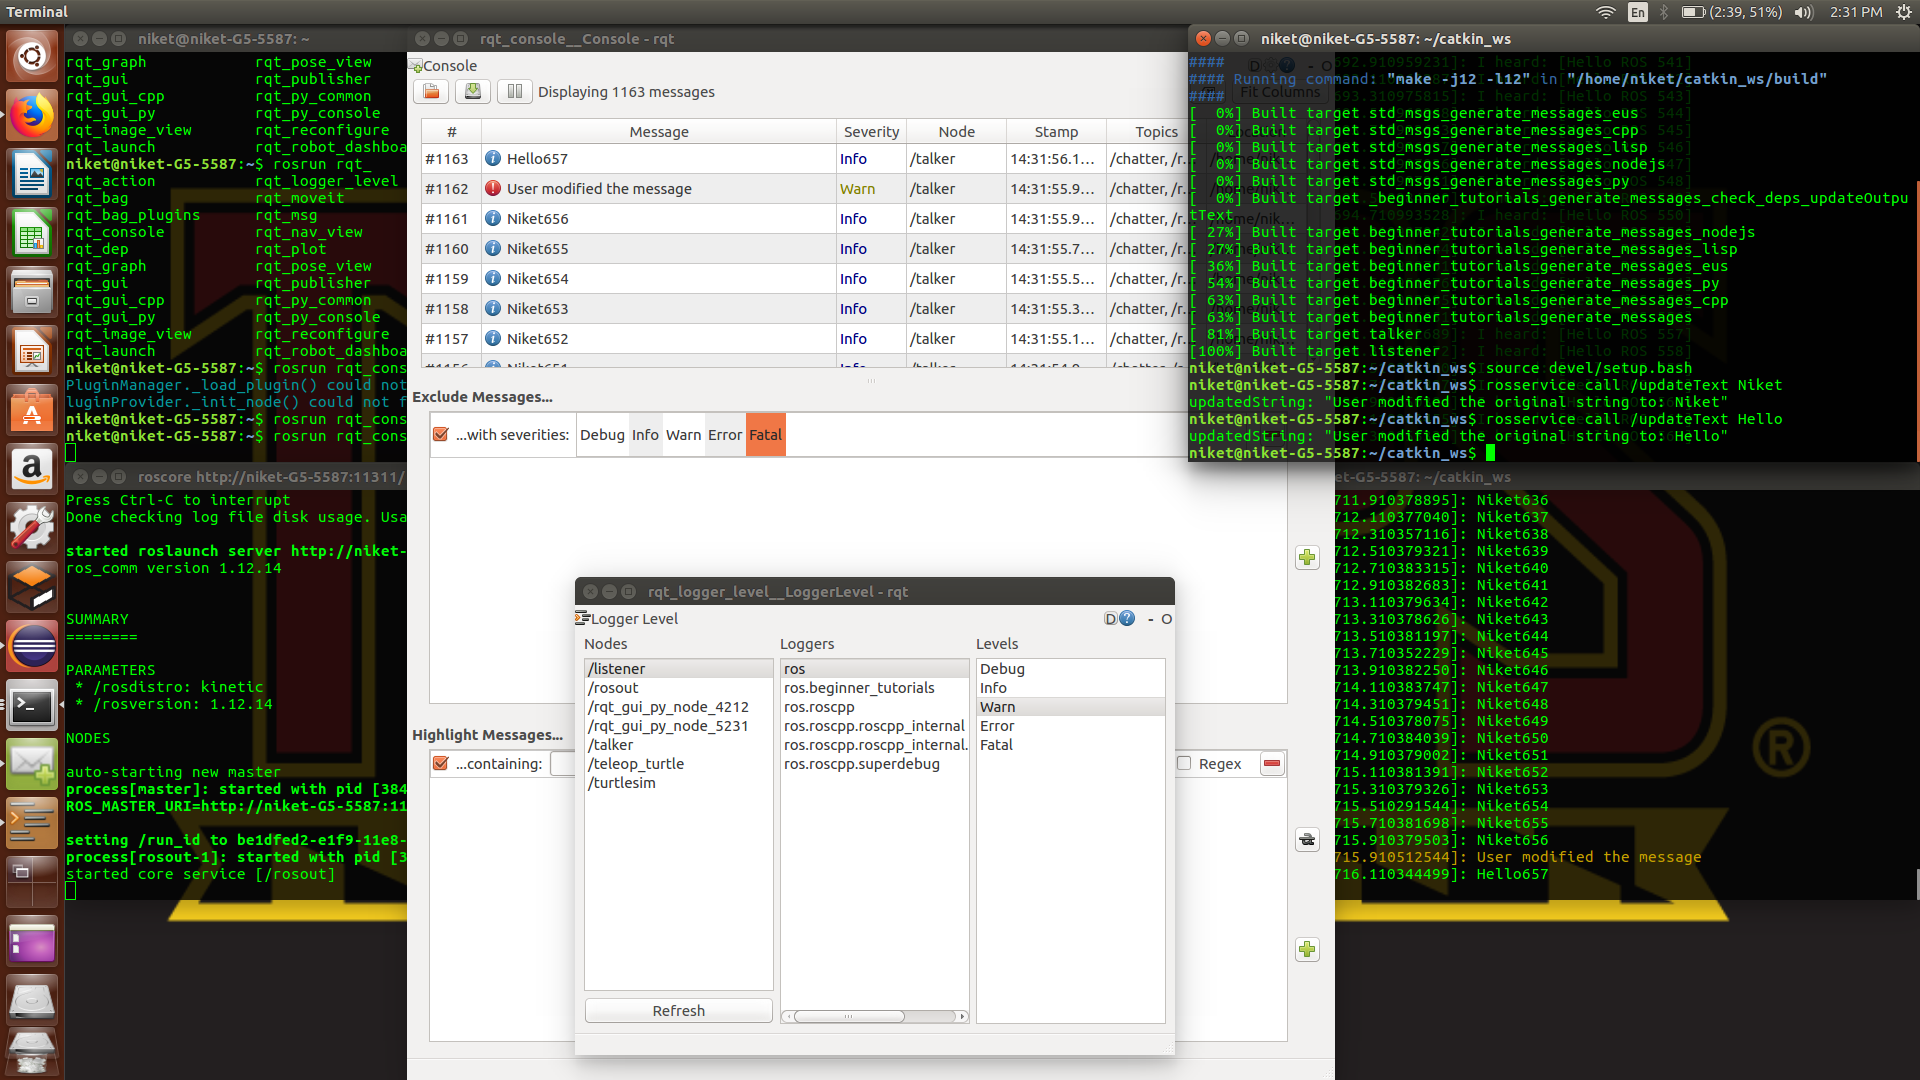 Terminal
En
(2:39, 51%)
2:31 PM
niket@niket-G5-5587: ~
rqt_graph rqt_pose_view
rqt_gui rqt_publisher
rqt_gui_cpp rqt_py_common
rqt_gui_py rqt_py_console
rqt_image_view rqt_reconfigure
rqt_launch rqt_robot_dashboa
niket@niket-G5-5587:~$ rosrun rqt_
rqt_action rqt_logger_level
rqt_bag rqt_moveit
rqt_bag_plugins rqt_msg
rqt_console rqt_nav_view
rqt_dep rqt_plot
rqt_graph rqt_pose_view
rqt_gui rqt_publisher
rqt_gui_cpp rqt_py_common
rqt_gui_py rqt_py_console
rqt_image_view rqt_reconfigure
rqt_launch rqt_robot_dashboa
niket@niket-G5-5587:~$ rosrun rqt_cons
PluginManager._load_plugin() could not
luginProvider._init_node() could not f
niket@niket-G5-5587:~$ rosrun rqt_cons
niket@niket-G5-5587:~$ rosrun rqt_cons
roscore http://niket-G5-5587:11311/
Press Ctrl-C to interrupt
Done checking log file disk usage. Usa
started roslaunch server http://niket-
ros_comm version 1.12.14
SUMMARY
========
PARAMETERS
* /rosdistro: kinetic
* /rosversion: 1.12.14
NODES
auto-starting new master
process[master]: started with pid [384
ROS_MASTER_URI=http://niket-G5-5587:11
setting /run_id to be1dfed2-e1f9-11e8-
process[rosout-1]: started with pid [3
started core service [/rosout]
rqt_console__Console - rqt
Console
Displaying 1163 messages
Fit Columns
# Message Severity Node Stamp Topics
#1163 Hello657 Info /talker 14:31:56.1... /chatter, /r...
#1162 User modified the message Warn /talker 14:31:55.9... /chatter, /r...
#1161 Niket656 Info /talker 14:31:55.9... /chatter, /r...
#1160 Niket655 Info /talker 14:31:55.7... /chatter, /r...
#1159 Niket654 Info /talker 14:31:55.5... /chatter, /r...
#1158 Niket653 Info /talker 14:31:55.3... /chatter, /r...
#1157 Niket652 Info /talker 14:31:55.1... /chatter, /r...
Exclude Messages...
...with severities: Debug Info Warn Error Fatal
Highlight Messages...
...containing:
Regex
rqt_logger_level__LoggerLevel - rqt
Logger Level
D - O
Nodes
/listener
/rosout
/rqt_gui_py_node_4212
/rqt_gui_py_node_5231
/talker
/teleop_turtle
/turtlesim
Refresh
Loggers
ros
ros.beginner_tutorials
ros.roscpp
ros.roscpp.roscpp_internal
ros.roscpp.roscpp_internal.
ros.roscpp.superdebug
Levels
Debug
Info
Warn
Error
Fatal
niket@niket-G5-5587: ~/catkin_ws
####
#### Running command: "make -j12 -l12" in "/home/niket/catkin_ws/build"
####
[  0%] Built target std_msgs_generate_messages_eus
[  0%] Built target std_msgs_generate_messages_cpp
[  0%] Built target std_msgs_generate_messages_lisp
[  0%] Built target std_msgs_generate_messages_nodejs
[  0%] Built target std_msgs_generate_messages_py
[  0%] Built target _beginner_tutorials_generate_messages_check_deps_updateOutpu
tText
[ 27%] Built target beginner_tutorials_generate_messages_nodejs
[ 27%] Built target beginner_tutorials_generate_messages_lisp
[ 36%] Built target beginner_tutorials_generate_messages_eus
[ 54%] Built target beginner_tutorials_generate_messages_py
[ 63%] Built target beginner_tutorials_generate_messages_cpp
[ 63%] Built target beginner_tutorials_generate_messages
[ 81%] Built target talker
[100%] Built target listener
niket@niket-G5-5587:~/catkin_ws$ source devel/setup.bash
niket@niket-G5-5587:~/catkin_ws$ rosservice call /updateText Niket
updatedString: "User modified the original string to: Niket"
niket@niket-G5-5587:~/catkin_ws$ rosservice call /updateText Hello
updatedString: "User modified the original string to: Hello"
niket@niket-G5-5587:~/catkin_ws$
et-G5-5587: ~/catkin_ws
711.910378895]: Niket636
712.110377040]: Niket637
712.310357116]: Niket638
712.510379321]: Niket639
712.710383315]: Niket640
712.910382683]: Niket641
713.110379634]: Niket642
713.310378626]: Niket643
713.510381197]: Niket644
713.710352229]: Niket645
713.910382250]: Niket646
714.110383747]: Niket647
714.310379451]: Niket648
714.510378075]: Niket649
714.710384039]: Niket650
714.910379002]: Niket651
715.110381391]: Niket652
715.310379326]: Niket653
715.510291544]: Niket654
715.710381698]: Niket655
715.910379503]: Niket656
715.910512544]: User modified the message
716.110344499]: Hello657
®